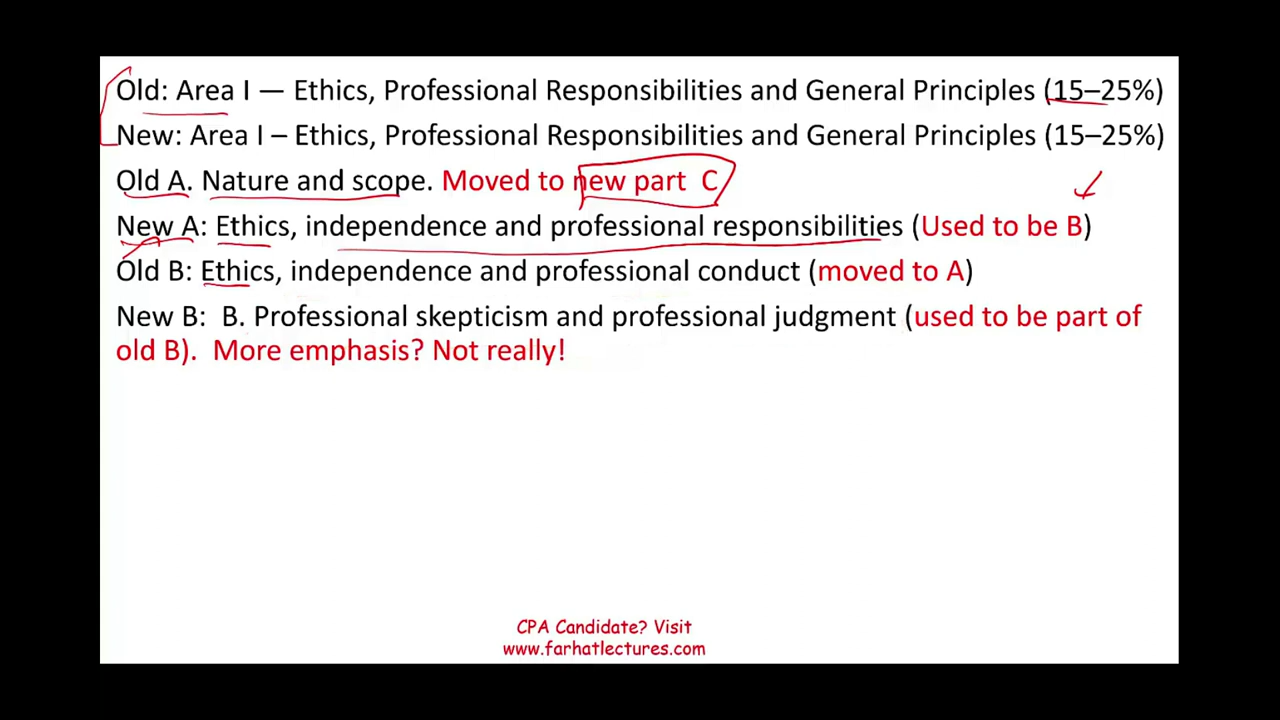 Old: Area I — Ethics, Professional Responsibilities and General Principles (15–25%)
New: Area I – Ethics, Professional Responsibilities and General Principles (15–25%)
Old A. Nature and scope. Moved to new part C
New A: Ethics, independence and professional responsibilities (Used to be B)
Old B: Ethics, independence and professional conduct (moved to A)
New B: B. Professional skepticism and professional judgment (used to be part of
old B). More emphasis? Not really!
CPA Candidate? Visit
www.farhatlectures.com